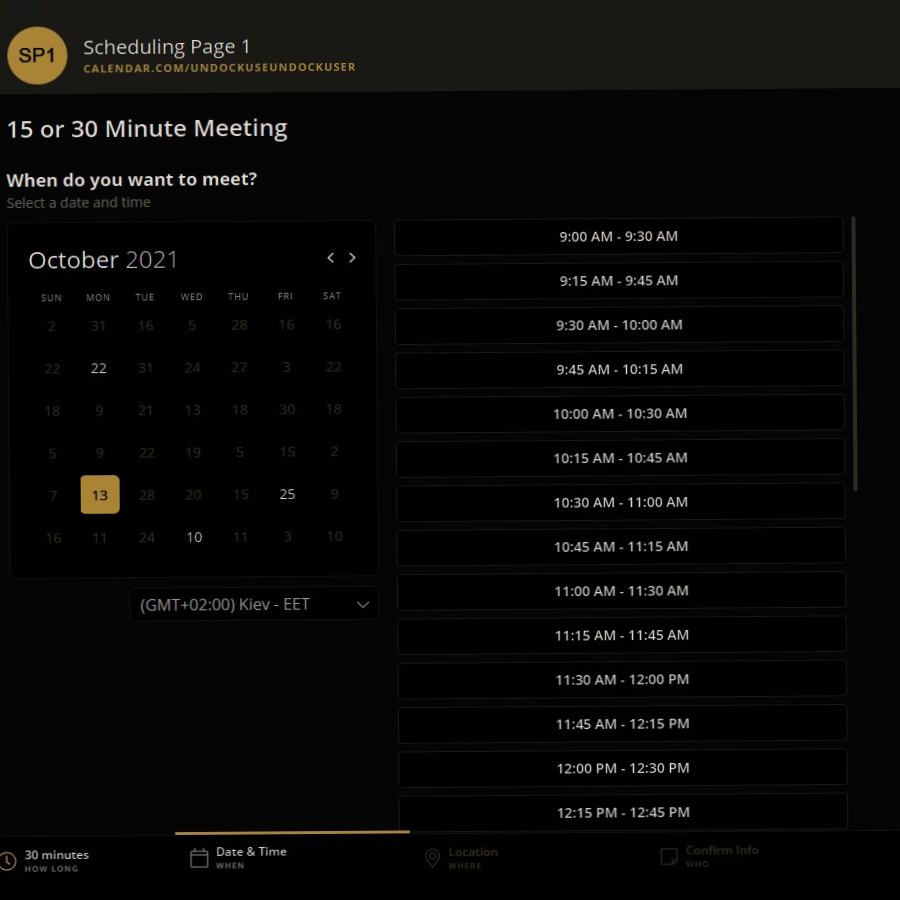 SP1
Scheduling Page 1
CALENDAR.COM/UNDOCKUSEUNDOCKUSER
15 or 30 Minute Meeting
When do you want to meet?
Select a date and time
October 2021
SUN MON TUE WED THU FRI SAT
2 31 16 5 28 16 16
22 22 31 24 27 3 22
18 9 21 13 18 30 18
5 9 22 19 5 15 2
7 13 28 20 15 25 9
16 11 24 10 11 3 10
(GMT+02:00) Kiev - EET
9:00 AM - 9:30 AM
9:15 AM - 9:45 AM
9:30 AM - 10:00 AM
9:45 AM - 10:15 AM
10:00 AM - 10:30 AM
10:15 AM - 10:45 AM
10:30 AM - 11:00 AM
10:45 AM - 11:15 AM
11:00 AM - 11:30 AM
11:15 AM - 11:45 AM
11:30 AM - 12:00 PM
11:45 AM - 12:15 PM
12:00 PM - 12:30 PM
12:15 PM - 12:45 PM
30 minutes
HOW LONG
Date & Time
WHEN
Location
WHERE
Confirm Info
WHO